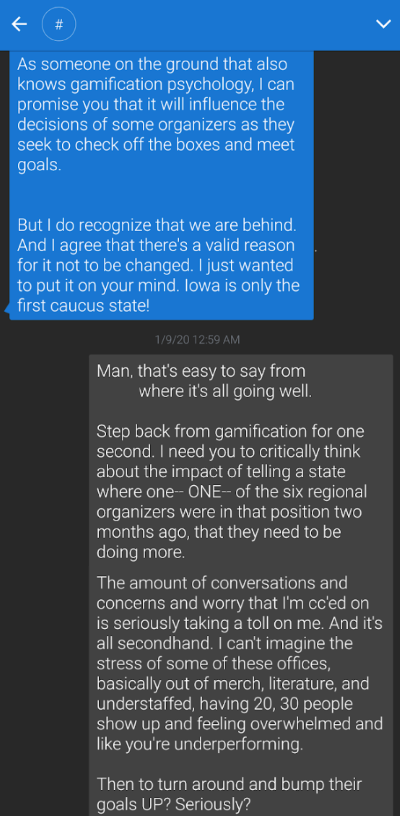 #
As someone on the ground that also
knows gamification psychology, I can
promise you that it will influence the
decisions of some organizers as they
seek to check off the boxes and meet
goals.
But I do recognize that we are behind.
And I agree that there's a valid reason
for it not to be changed. I just wanted
to put it on your mind. Iowa is only the
first caucus state!
1/9/20 12:59 AM
Man, that's easy to say from
where it's all going well.
Step back from gamification for one
second. I need you to critically think
about the impact of telling a state
where one-- ONE-- of the six regional
organizers were in that position two
months ago, that they need to be
doing more.
The amount of conversations and
concerns and worry that I'm cc'ed on
is seriously taking a toll on me. And it's
all secondhand. I can't imagine the
stress of some of these offices,
basically out of merch, literature, and
understaffed, having 20, 30 people
show up and feeling overwhelmed and
like you're underperforming.
Then to turn around and bump their
goals UP? Seriously?